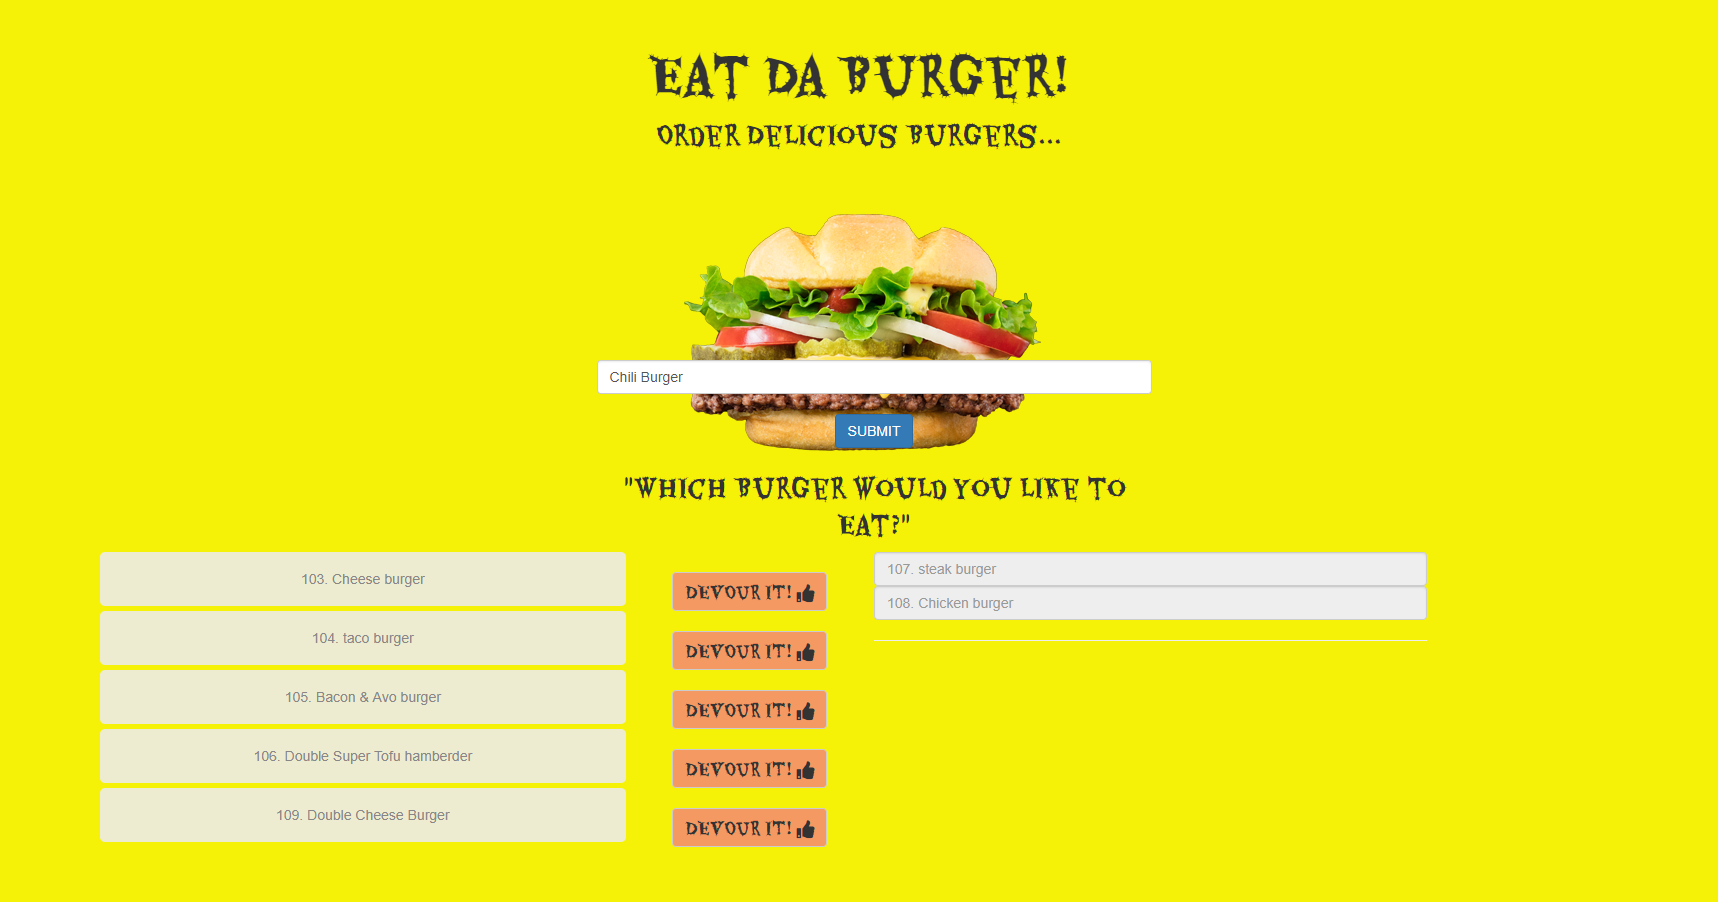 EAT DA BURGER!
ORDER DELICIOUS BURGERS...
Chili Burger
SUBMIT
"WHICH BURGER WOULD YOU LIKE TO
EAT?"
103. Cheese burger
DEVOUR IT!
104. taco burger
DEVOUR IT!
105. Bacon & Avo burger
DEVOUR IT!
106. Double Super Tofu hamberder
DEVOUR IT!
109. Double Cheese Burger
DEVOUR IT!
107. steak burger
108. Chicken burger